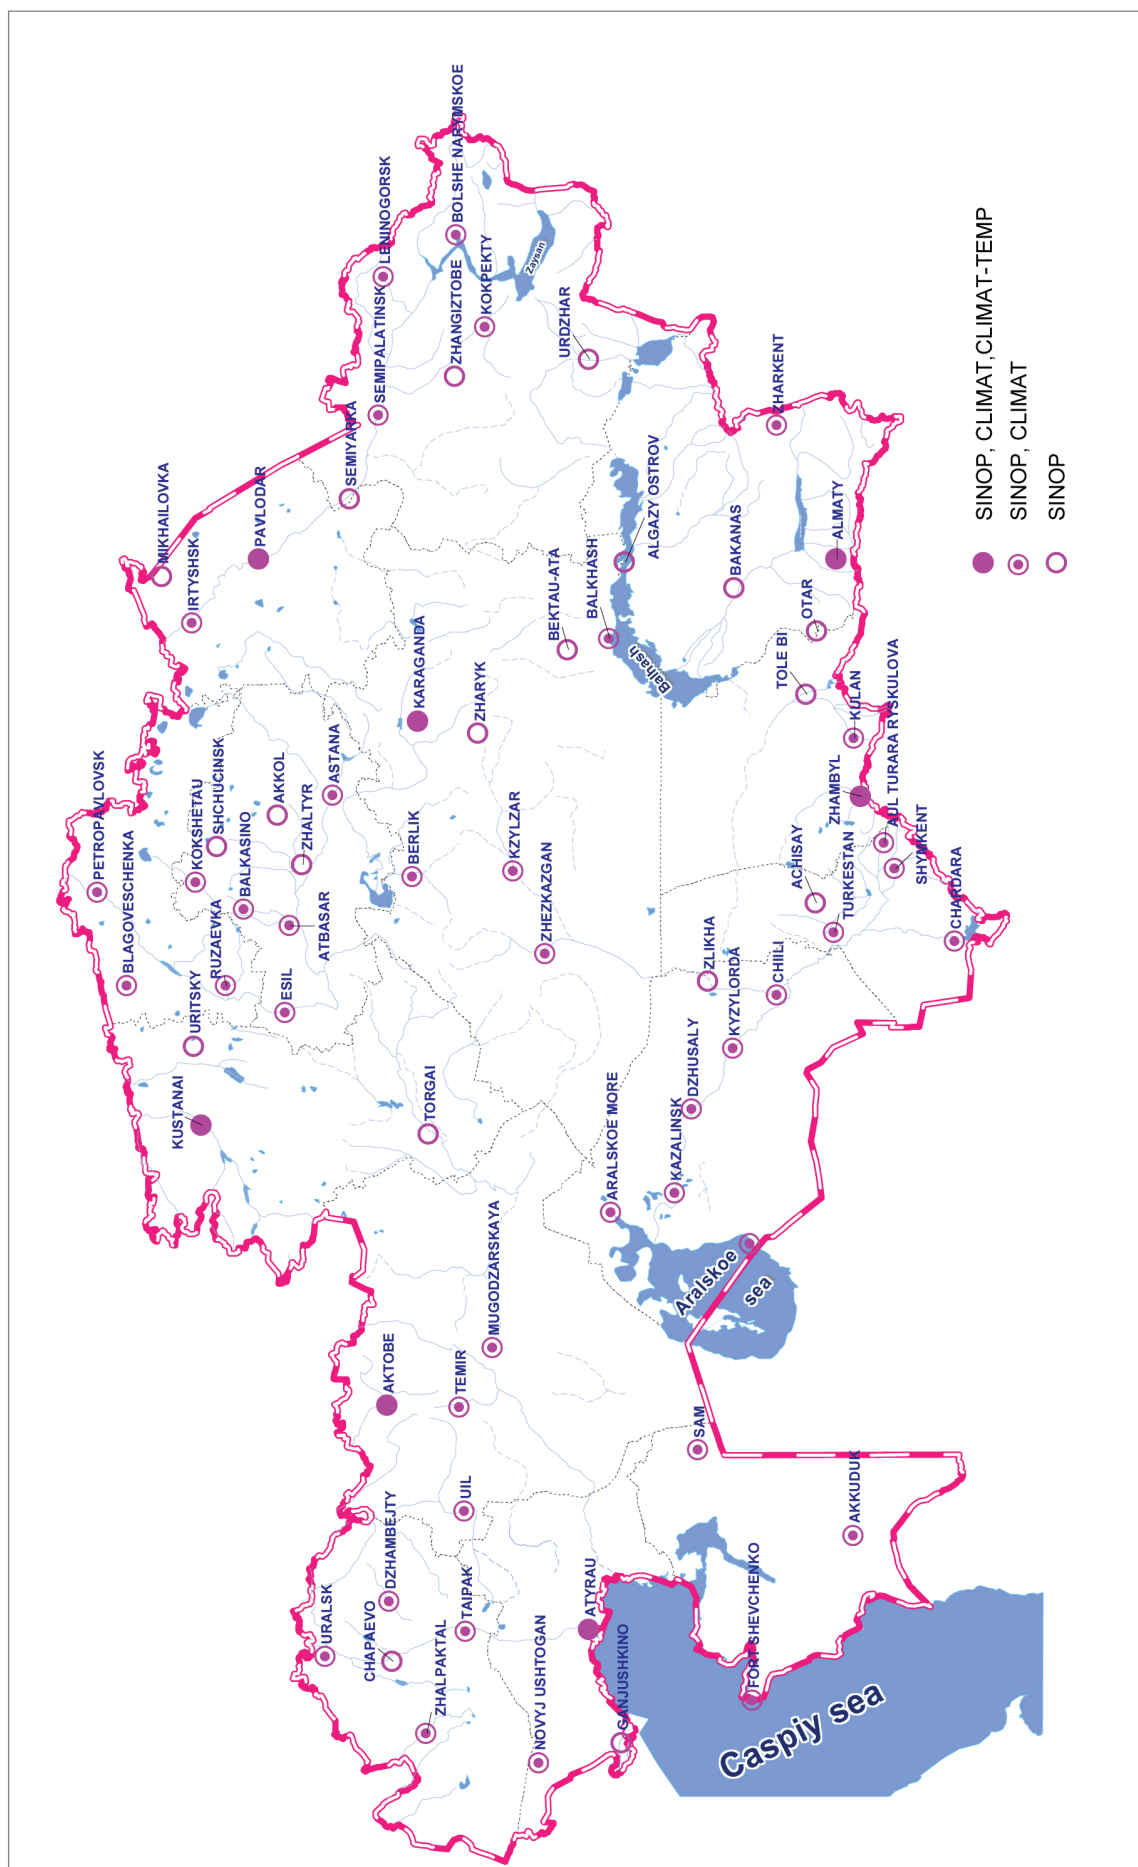 PETROPAVLOVSK
BLAGOVESCHENKA
MIKHAILOVKA
IRTYSHSK
PAVLODAR
KOKSHETAU
SHCHUCINSK
URITSKY
RUZAEVKA
BALKASINO
AKKOL
KUSTANAI
ZHALTYR
ESIL
ATBASAR
ASTANA
SEMIYARKA
SEMIPALATINSK
LENINOGORSK
BOLSHE NARYMSKOE
URALSK
CHAPAEVO
DZHAMBEJTY
AKTOBE
TORGAI
BERLIK
KARAGANDA
ZHANGIZTOBE
KOKPEKTY
ZHALPAKTAL
TAIPAK
UIL
TEMIR
MUGODZARSKAYA
KZYLZAR
ZHARYK
Zaysan
NOVYJ USHTOGAN
ZHEZKAZGAN
BEKTAU-ATA
URDZHAR
ATYRAU
GANJUSHKINO
ARALSKOE MORE
BALKHASH
ALGAZY OSTROV
Balhash
KAZALINSK
DZHUSALY
SAM
Aralskoe
sea
ZLIKHA
KYZYLORDA
CHIILI
BAKANAS
ZHARKENT
FORT SHEVCHENKO
Caspiy sea
ACHISAY
TURKESTAN
TOLE BI
OTAR
ALMATY
AKKUDUK
ZHAMBYL
KULAN
AUL TURARA RYSKULOVA
SHYMKENT
CHARDARA
SINOP, CLIMAT,CLIMAT-TEMP
SINOP, CLIMAT
SINOP